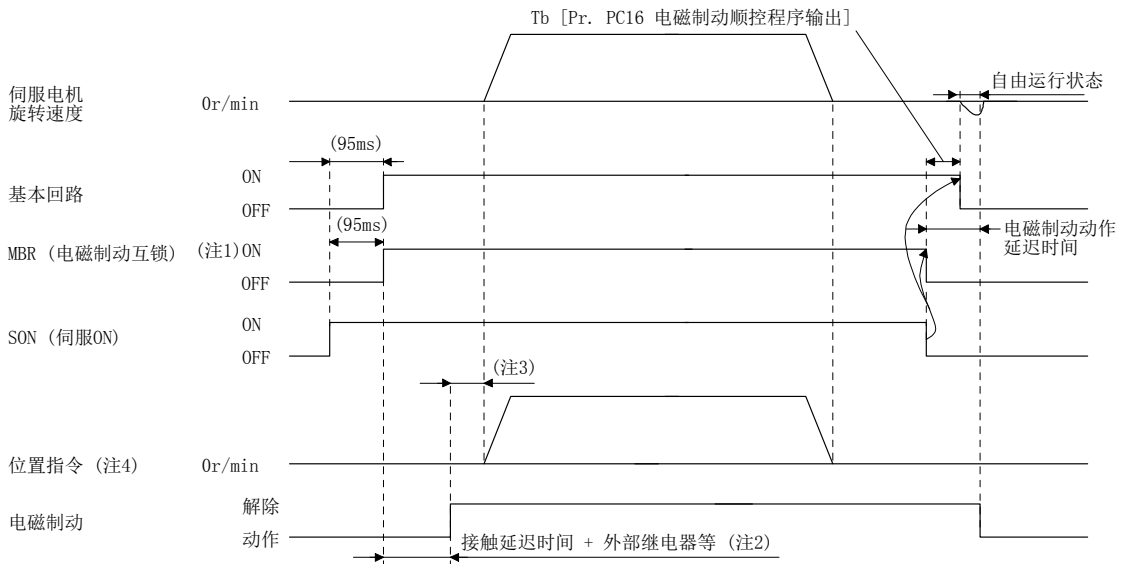 Tb [Pr. PC16 电磁制动顺控程序输出]
自由运行状态
伺服电机
旋转速度
0r/min
(95ms)
基本回路
ON
OFF
(95ms)
电磁制动动作
延迟时间
MBR (电磁制动互锁)
(注1)ON
OFF
SON (伺服ON)
ON
OFF
(注3)
位置指令 (注4)
0r/min
电磁制动
解除
动作
接触延迟时间 + 外部继电器等 (注2)